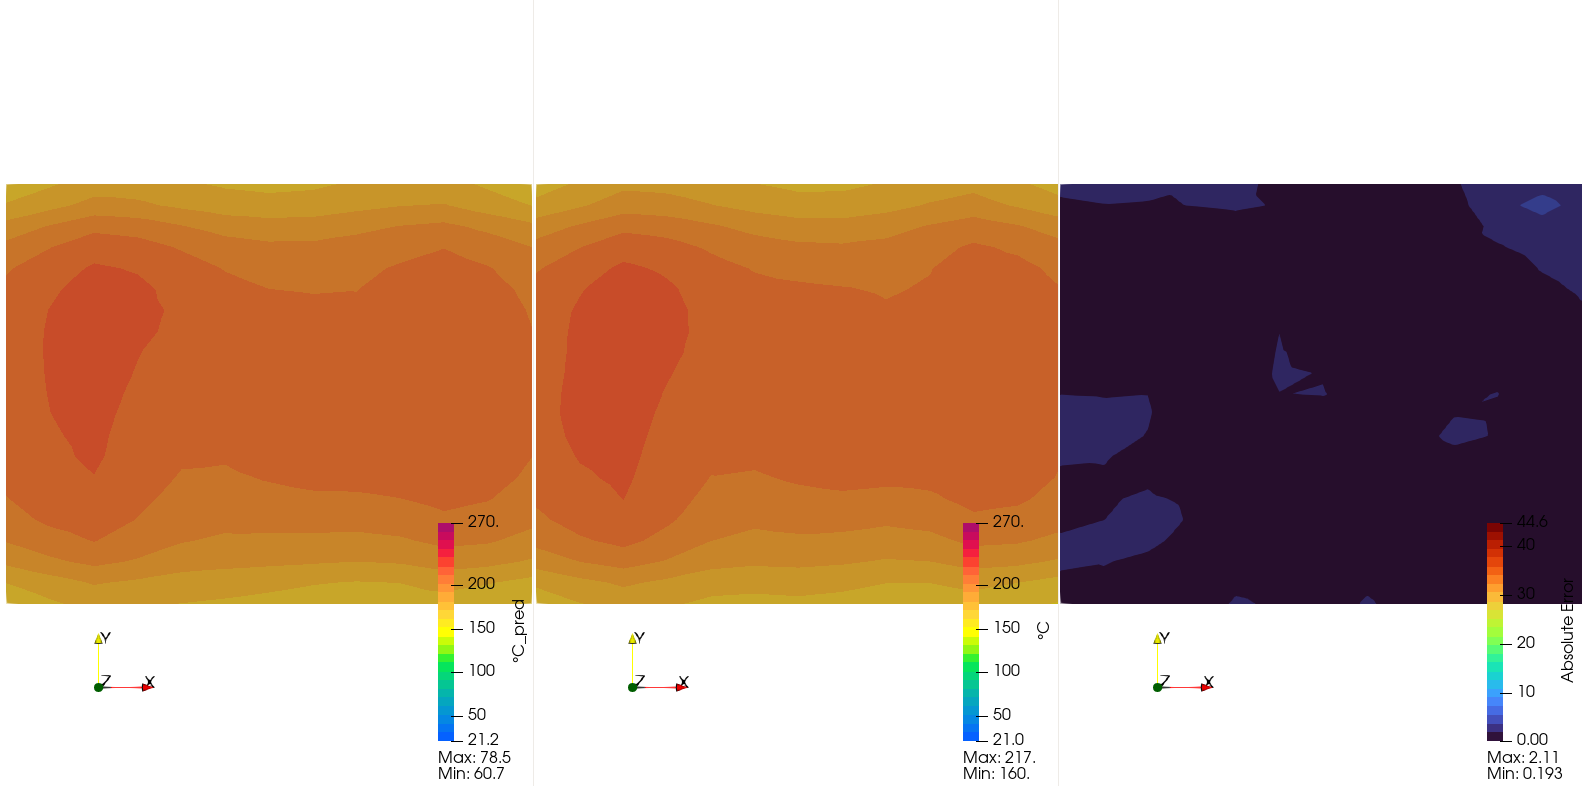 270.
200
150
100
50
21.2
°C_pred
Max: 78.5
Min: 60.7
Y
Z
X
270.
200
150
100
50
21.0
°C
Max: 217.
Min: 160.
Y
Z
X
44.6
40
30
20
10
0.00
Absolute Error
Max: 2.11
Min: 0.193
Y
Z
X